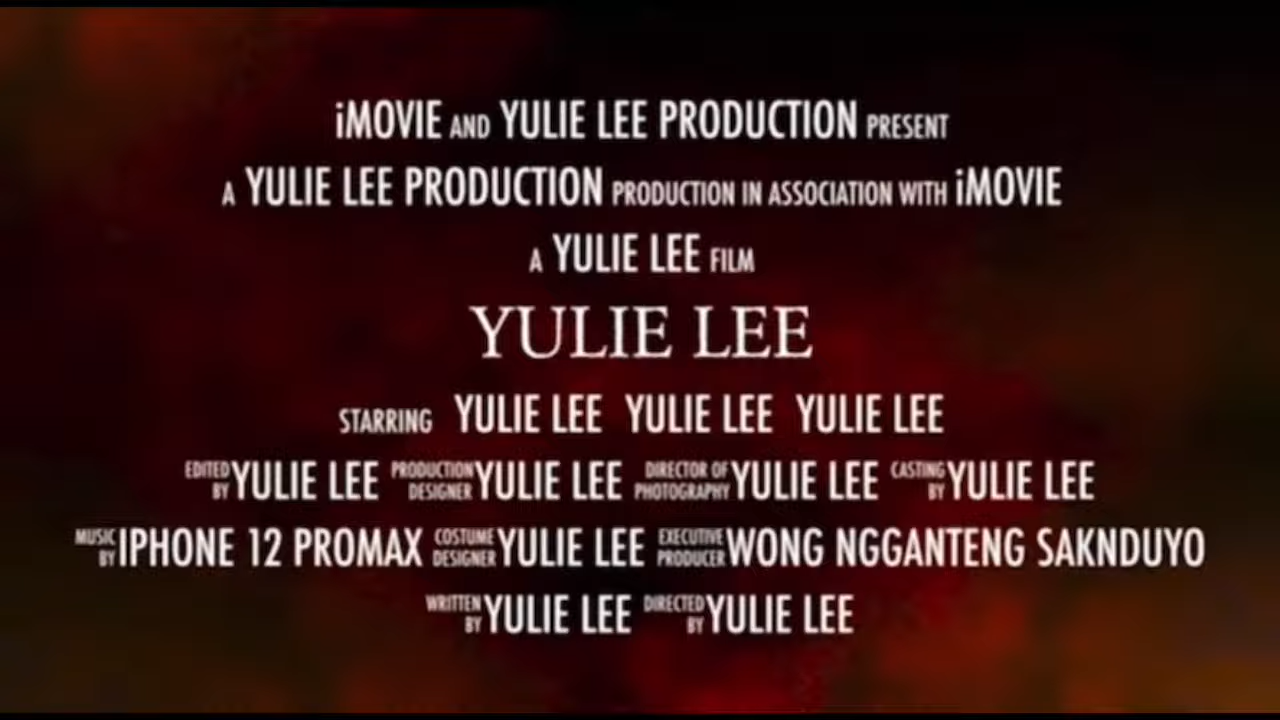 iMOVIE AND YULIE LEE PRODUCTION PRESENT
A YULIE LEE PRODUCTION PRODUCTION IN ASSOCIATION WITH iMOVIE
A YULIE LEE FILM
YULIE LEE
STARRING YULIE LEE YULIE LEE YULIE LEE
EDITED BY YULIE LEE PRODUCTION DESIGNER YULIE LEE DIRECTOR OF PHOTOGRAPHY YULIE LEE CASTING BY YULIE LEE
MUSIC BY IPHONE 12 PROMAX COSTUME DESIGNER YULIE LEE EXECUTIVE PRODUCER WONG NGGANTENG SAKNDUYO
WRITTEN BY YULIE LEE DIRECTED BY YULIE LEE